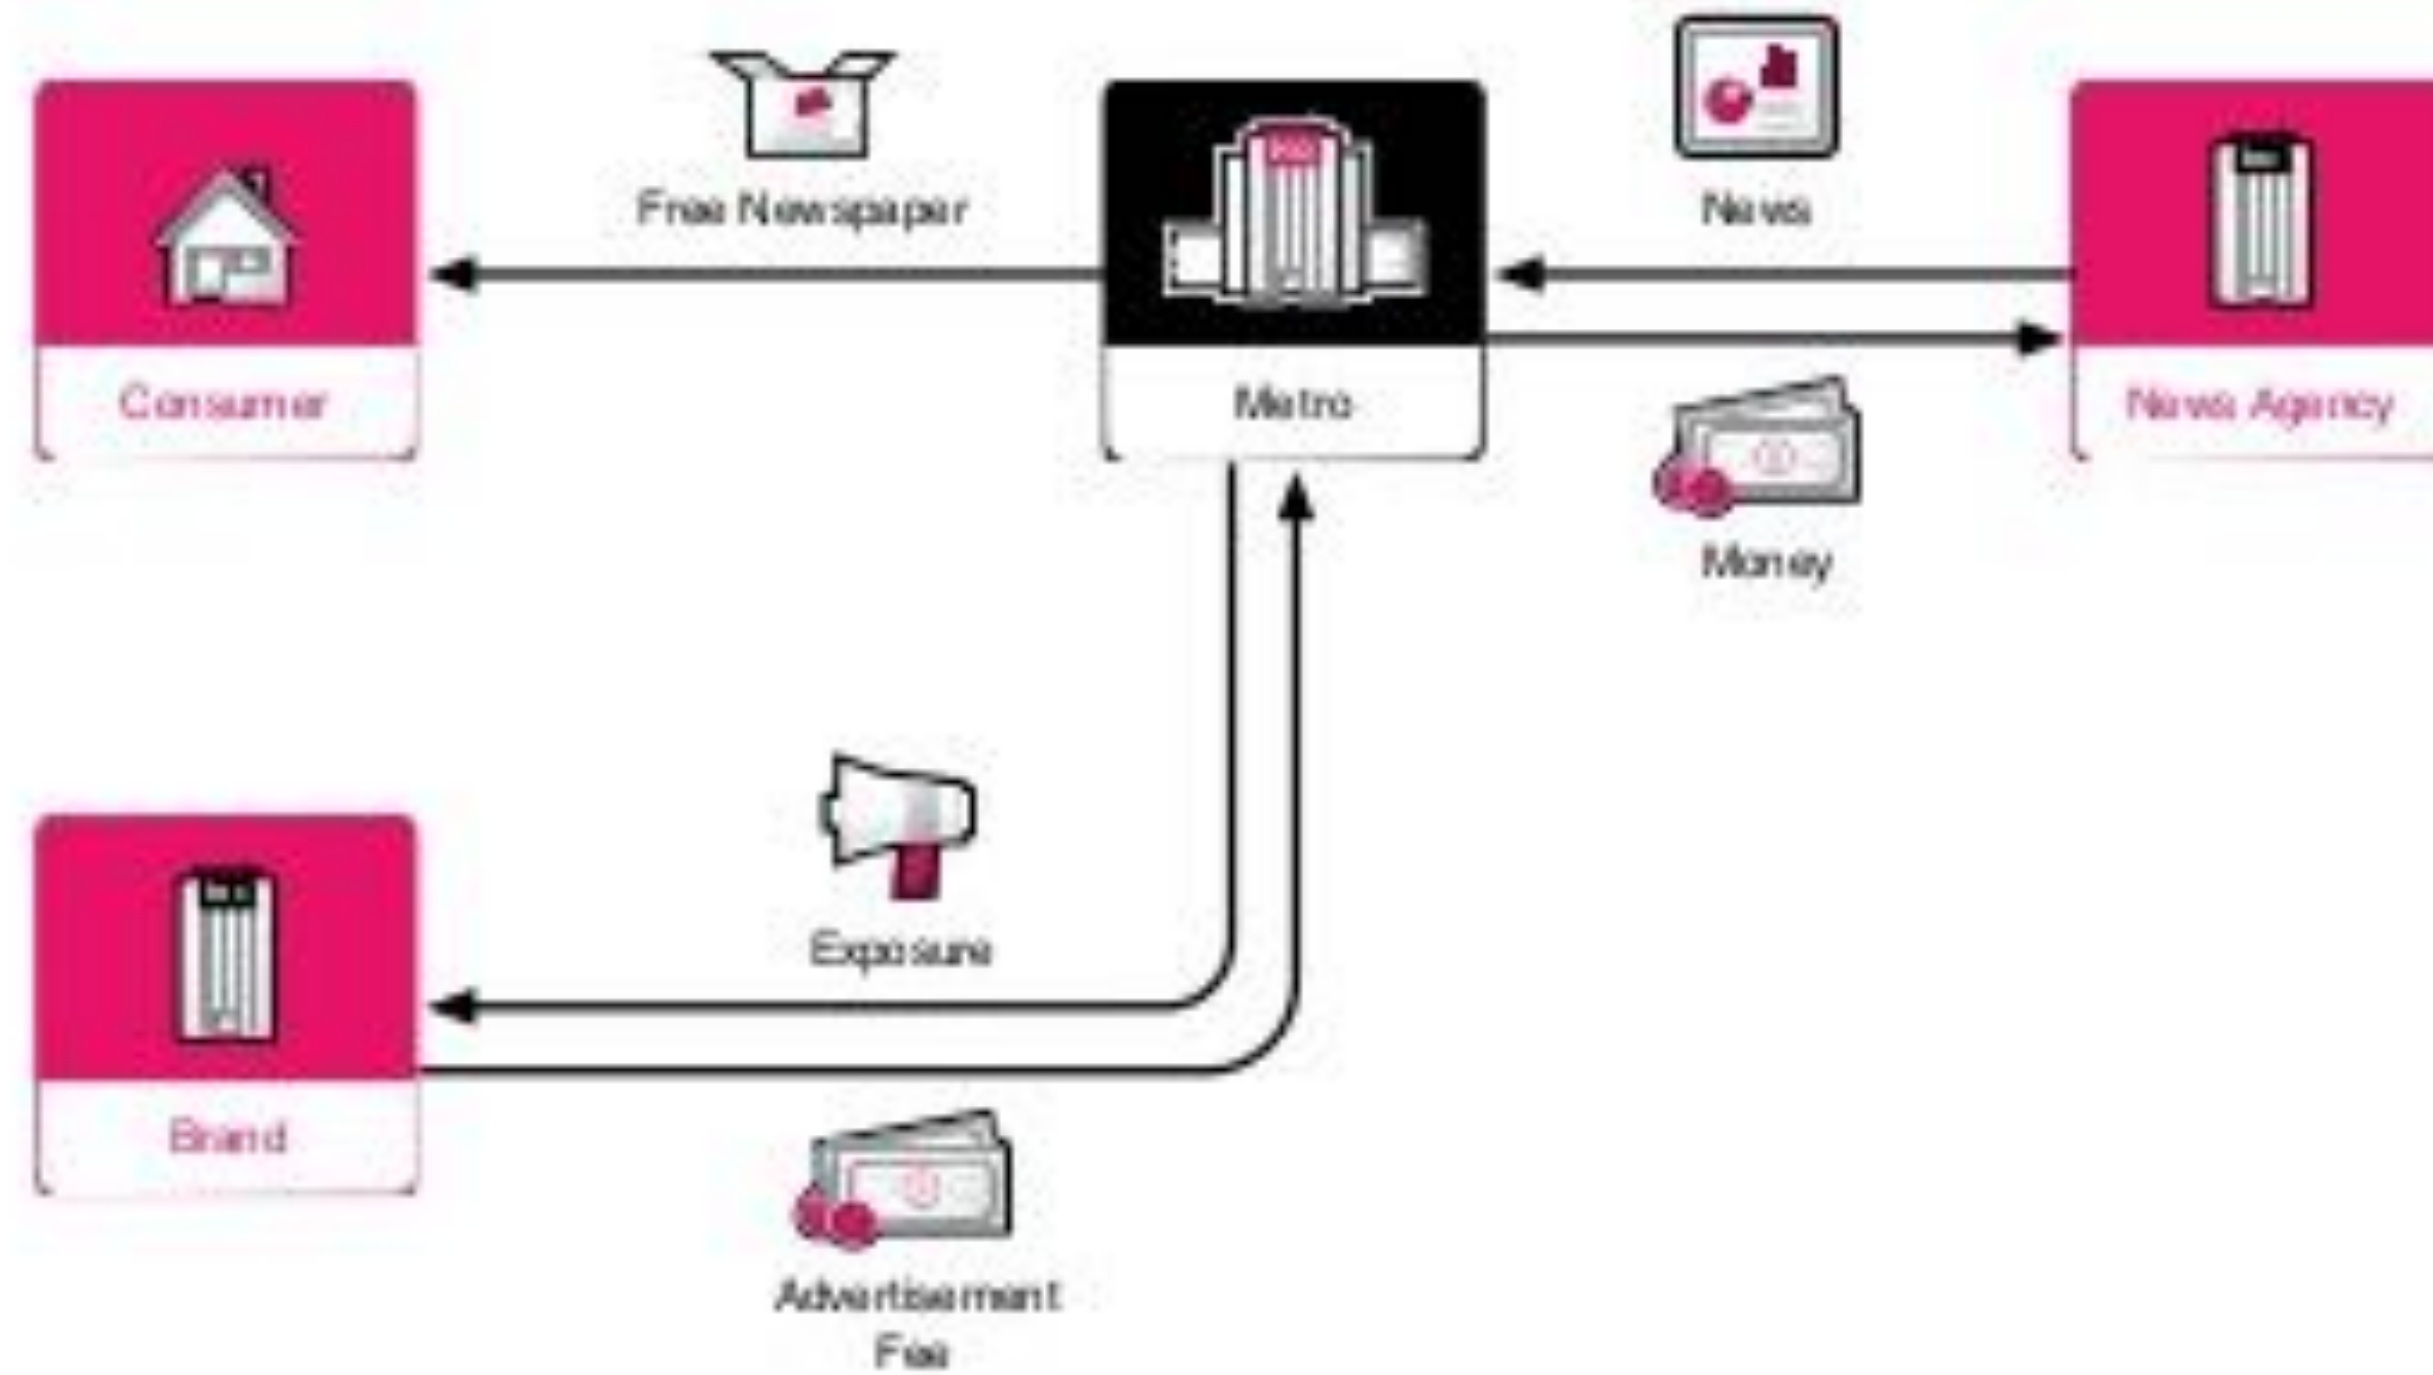 Free Newspaper
News
Consumer
Metro
News Agency
Money
Exposure
Brand
Advertisement
Fee